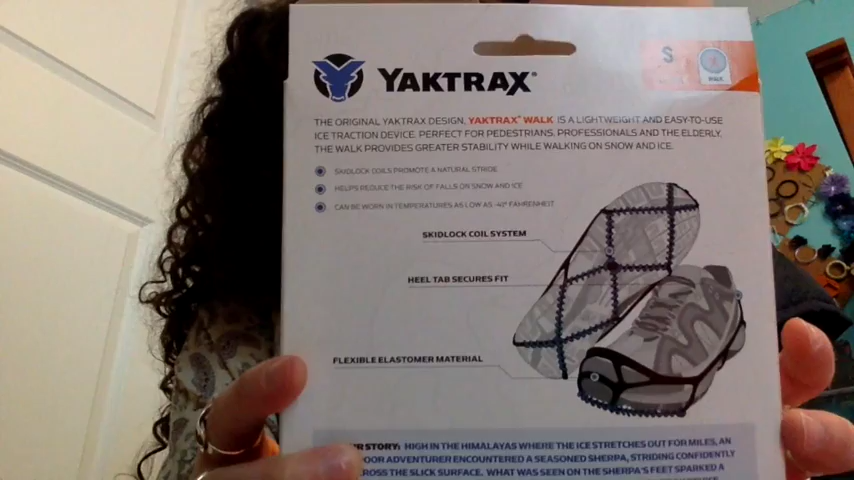 YAKTRAX®
S
WALK
THE ORIGINAL YAKTRAX DESIGN, YAKTRAX® WALK IS A LIGHTWEIGHT AND EASY-TO-USE
ICE TRACTION DEVICE. PERFECT FOR PEDESTRIANS, PROFESSIONALS AND THE ELDERLY,
THE WALK PROVIDES GREATER STABILITY WHILE WALKING ON SNOW AND ICE.
SKIDLOCK COILS PROMOTE A NATURAL STRIDE
HELPS REDUCE THE RISK OF FALLS ON SNOW AND ICE
CAN BE WORN IN TEMPERATURES AS LOW AS -40° FAHRENHEIT
SKIDLOCK COIL SYSTEM
HEEL TAB SECURES FIT
FLEXIBLE ELASTOMER MATERIAL
STORY: HIGH IN THE HIMALAYAS WHERE THE ICE STRETCHES OUT FOR MILES, AN
ADVENTURER ENCOUNTERED A SEASONED SHERPA, STRIDING CONFIDENTLY
THE SLICK SURFACE. WHAT WAS SEEN ON THE SHERPA'S FEET SPARKED A